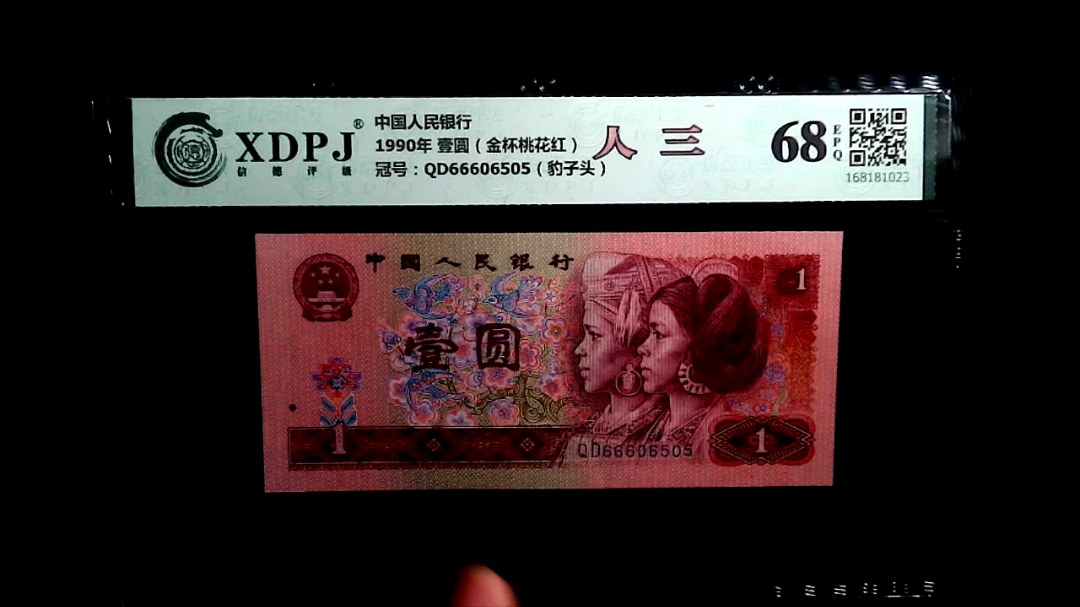 XDPJ®
信德评级
中国人民银行
1990年 壹圆（金杯桃花红）
冠号：QD66606505（豹子头）
人三
68
EPQ
168181023
中国人民银行
1
壹圆
1
QD66606505
1